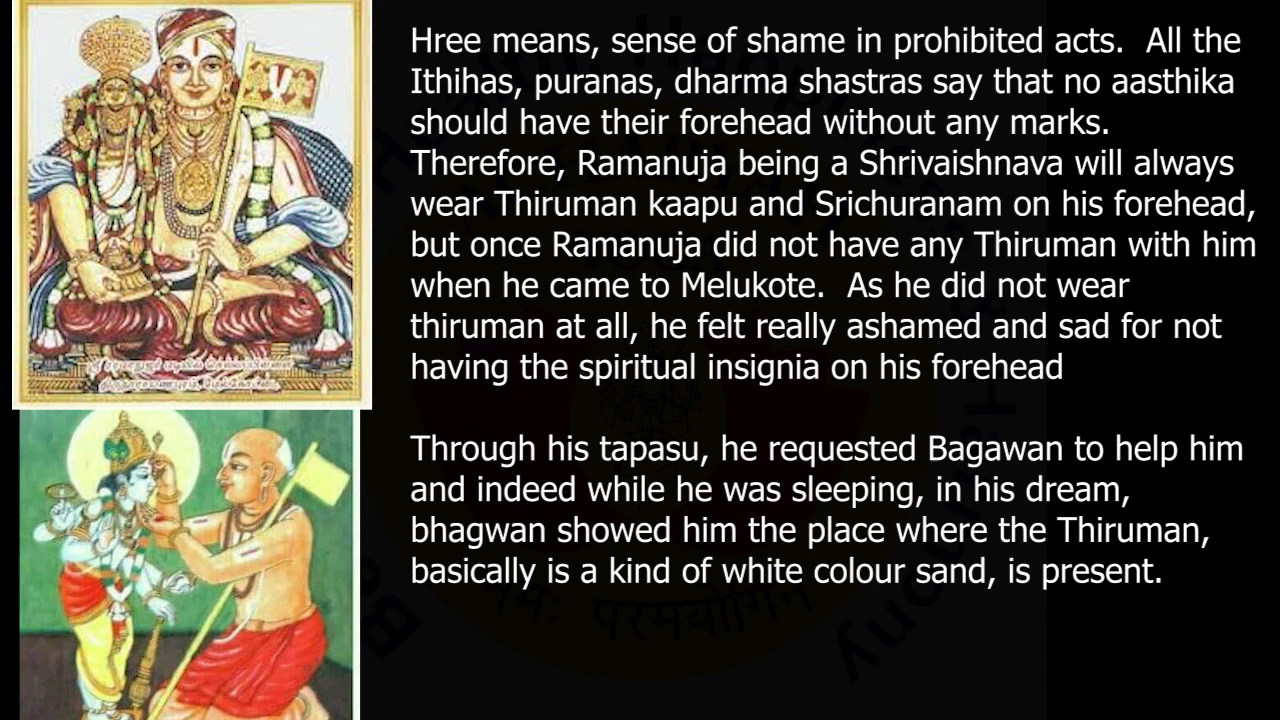 Hree means, sense of shame in prohibited acts.  All the
Ithihas, puranas, dharma shastras say that no aasthika
should have their forehead without any marks.
Therefore, Ramanuja being a Shrivaishnava will always
wear Thiruman kaapu and Srichuranam on his forehead,
but once Ramanuja did not have any Thiruman with him
when he came to Melukote.  As he did not wear
thiruman at all, he felt really ashamed and sad for not
having the spiritual insignia on his forehead
Through his tapasu, he requested Bagawan to help him
and indeed while he was sleeping, in his dream,
bhagwan showed him the place where the Thiruman,
basically is a kind of white colour sand, is present.
ஸ்ரீ ராமானுஜர் மடியில் செல்வப்பிள்ளை
திருநாராயணபுரம், மேல்கோட்டை.